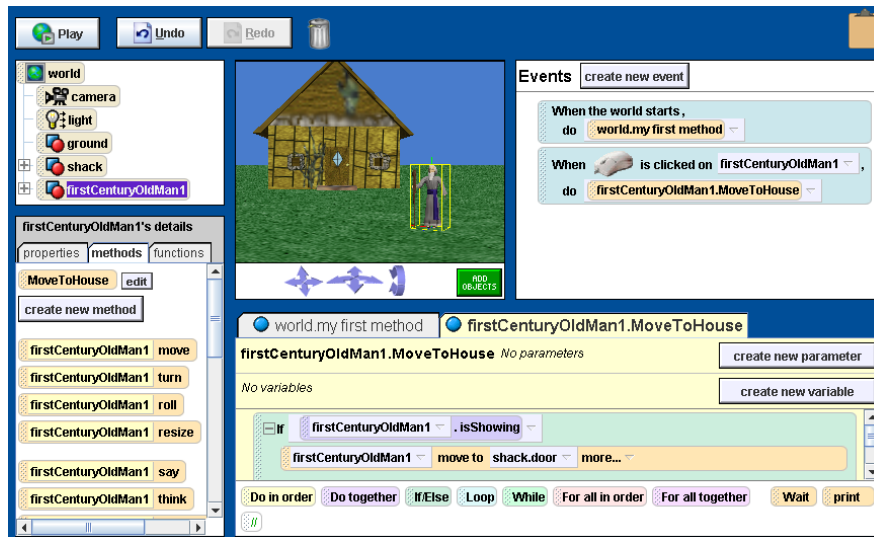 Play
Undo
Redo
world
camera
light
ground
shack
firstCenturyOldMan1
firstCenturyOldMan1's details
properties methods functions
MoveToHouse edit
create new method
firstCenturyOldMan1 move
firstCenturyOldMan1 turn
firstCenturyOldMan1 roll
firstCenturyOldMan1 resize
firstCenturyOldMan1 say
firstCenturyOldMan1 think
ADD
OBJECTS
Events create new event
When the world starts,
do world.my first method
When is clicked on firstCenturyOldMan1 ,
do firstCenturyOldMan1.MoveToHouse
world.my first method firstCenturyOldMan1.MoveToHouse
firstCenturyOldMan1.MoveToHouse No parameters create new parameter
No variables create new variable
If firstCenturyOldMan1 . isShowing
firstCenturyOldMan1 move to shack.door more...
Do in order Do together If/Else Loop While For all in order For all together Wait print
//